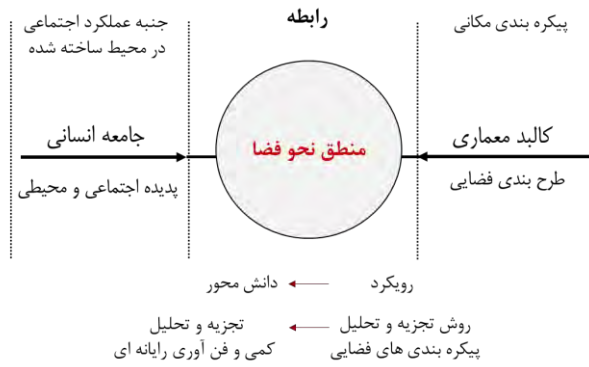 رابطه
پیکره بندی مکانی
جنبه عملکرد اجتماعی
در محیط ساخته شده
کالبد معماری
منطق نحو فضا
جامعه انسانی
طرح بندی فضایی
پدیده اجتماعی و محیطی
رویکرد
دانش محور
روش تجزیه و تحلیل
پیکره بندی های فضایی
تجزیه و تحلیل
کمی و فن آوری رایانه ای